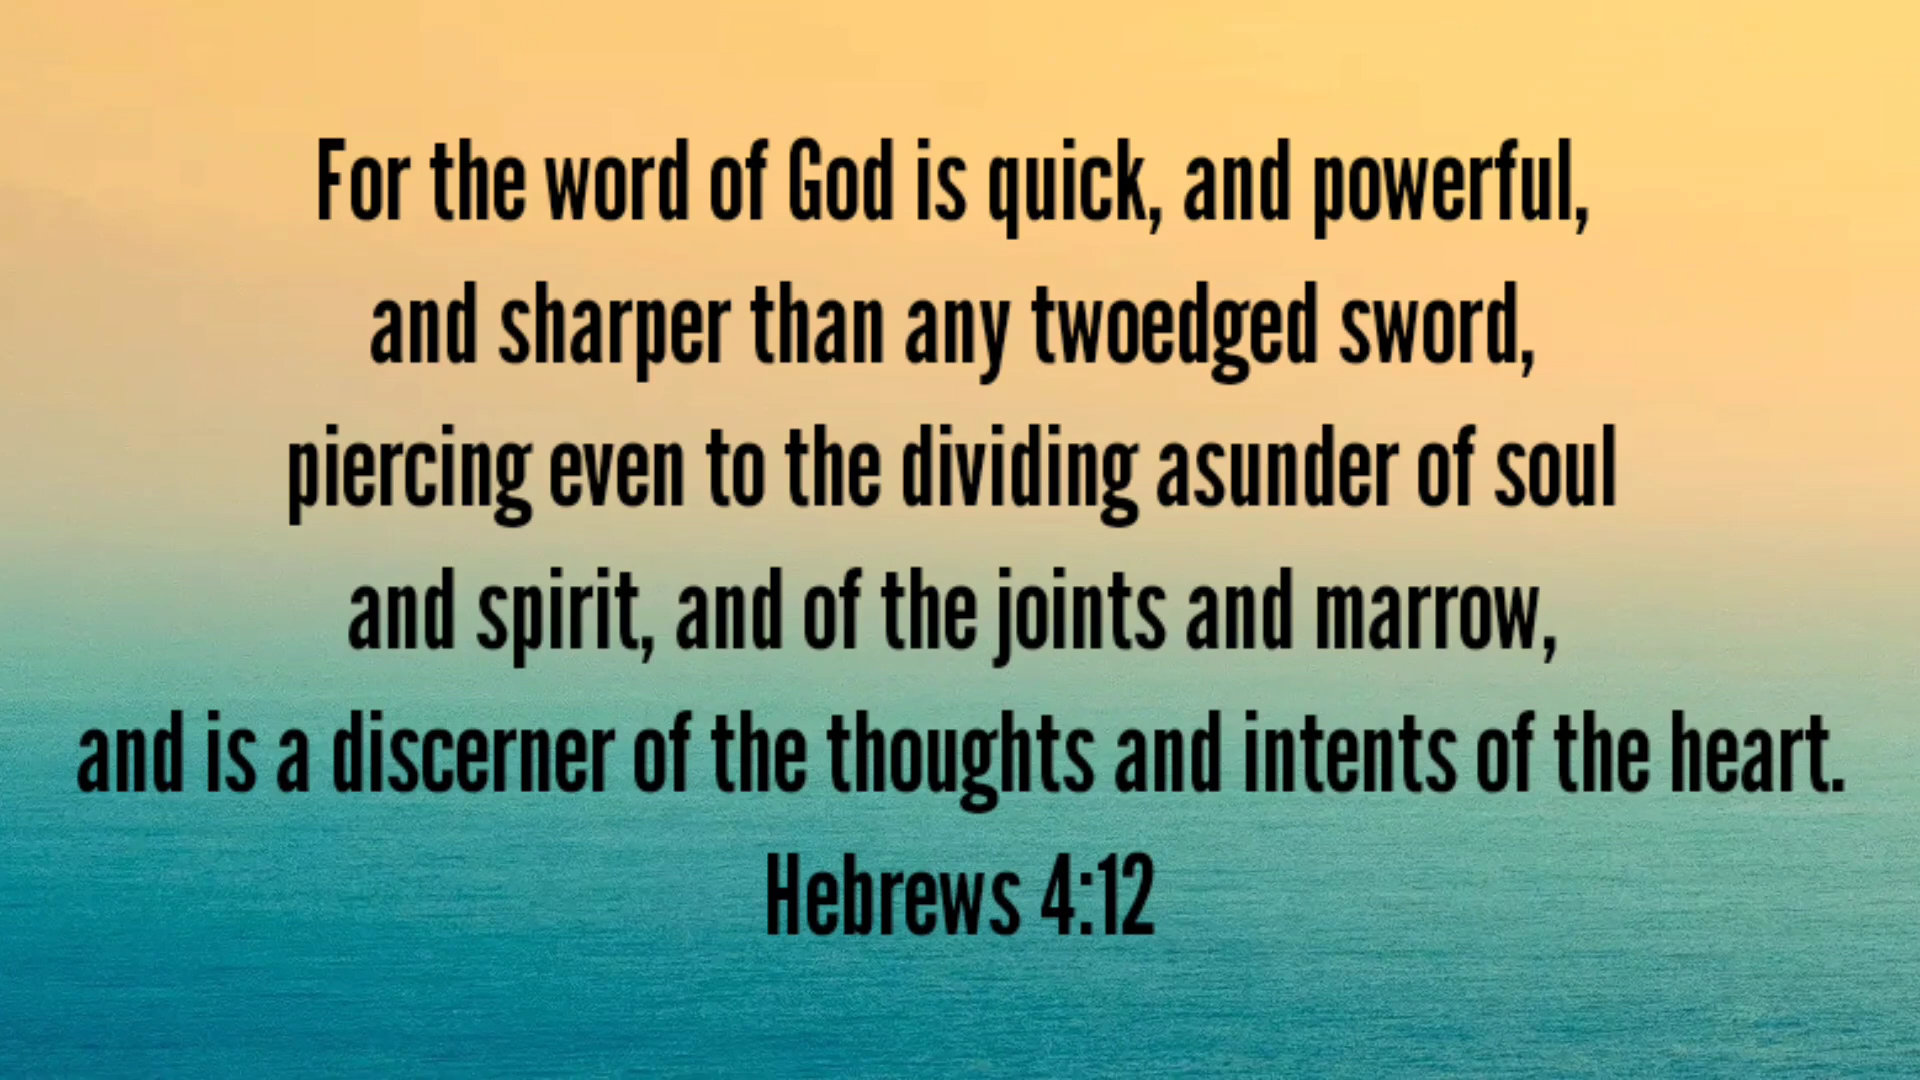 For the word of God is quick, and powerful,
and sharper than any twoedged sword,
piercing even to the dividing asunder of soul
and spirit, and of the joints and marrow,
and is a discerner of the thoughts and intents of the heart.
Hebrews 4:12